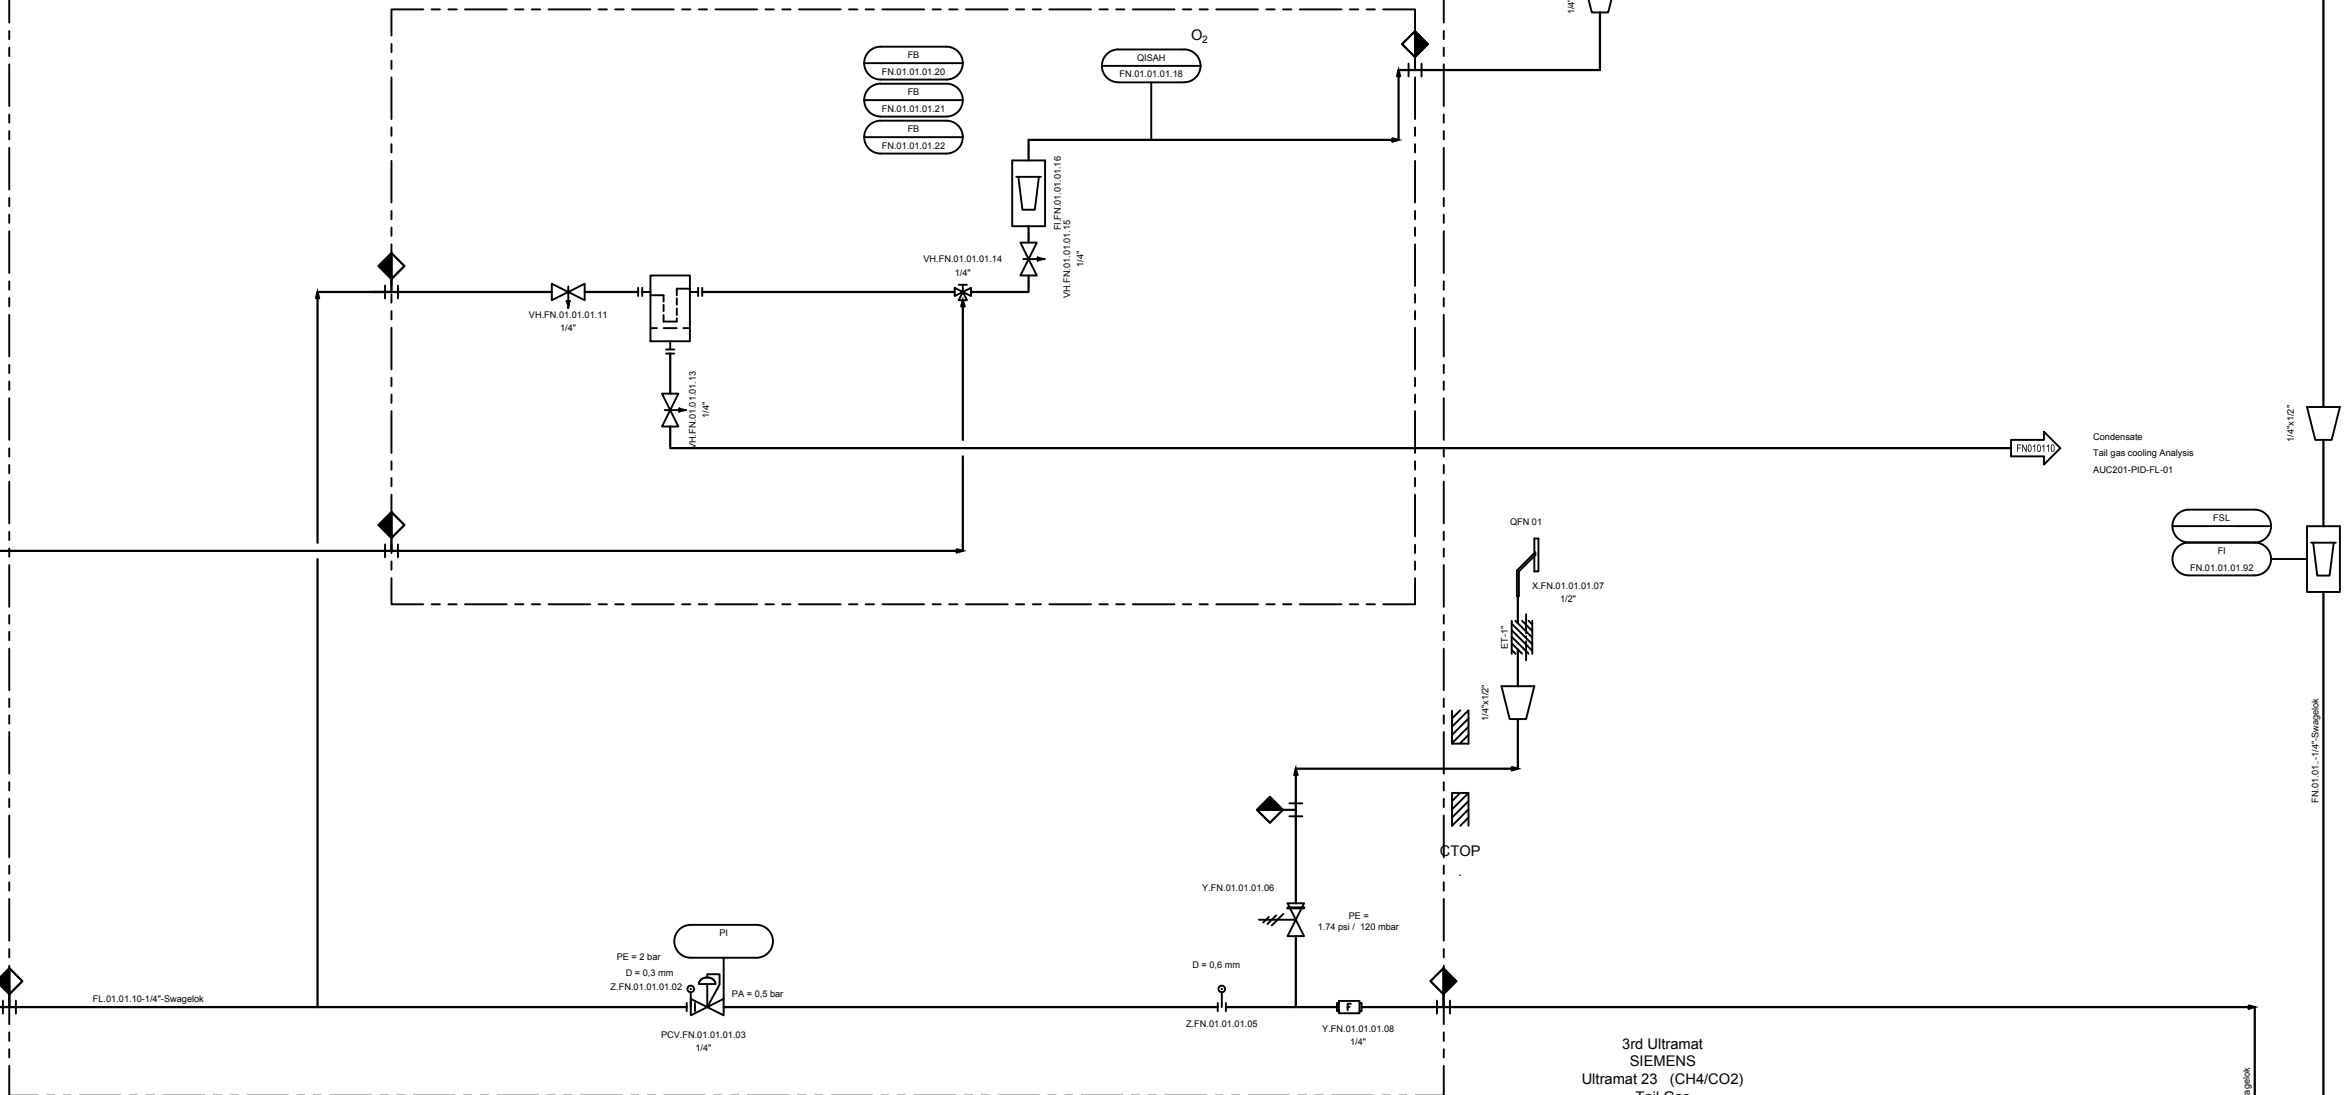 1/4"
O2
FB
FN.01.01.01.20
FB
FN.01.01.01.21
FB
FN.01.01.01.22
QISAH
FN.01.01.01.18
FI.FN.01.01.01.16
VH.FN.01.01.01.15
1/4"
VH.FN.01.01.01.14
1/4"
VH.FN.01.01.01.11
1/4"
VH.FN.01.01.01.13
1/4"
FN010110
Condensate
Tail gas cooling Analysis
AUC201-PID-FL-01
1/4"x1/2"
FSL
FI
FN.01.01.01.92
QFN 01
X.FN.01.01.01.07
1/2"
ET-1"
1/4"x1/2"
FN.01.01..-1/4"-Swagelok
CTOP
.
Y.FN.01.01.01.06
PE =
1.74 psi / 120 mbar
PI
PE = 2 bar
D = 0,3 mm
Z.FN.01.01.01.02
PA = 0,5 bar
PCV.FN.01.01.01.03
1/4"
FL.01.01.10-1/4"-Swagelok
D = 0,6 mm
Z.FN.01.01.01.05
F
Y.FN.01.01.01.08
1/4"
3rd Ultramat
SIEMENS
Ultramat 23 (CH4/CO2)
Tail Gas